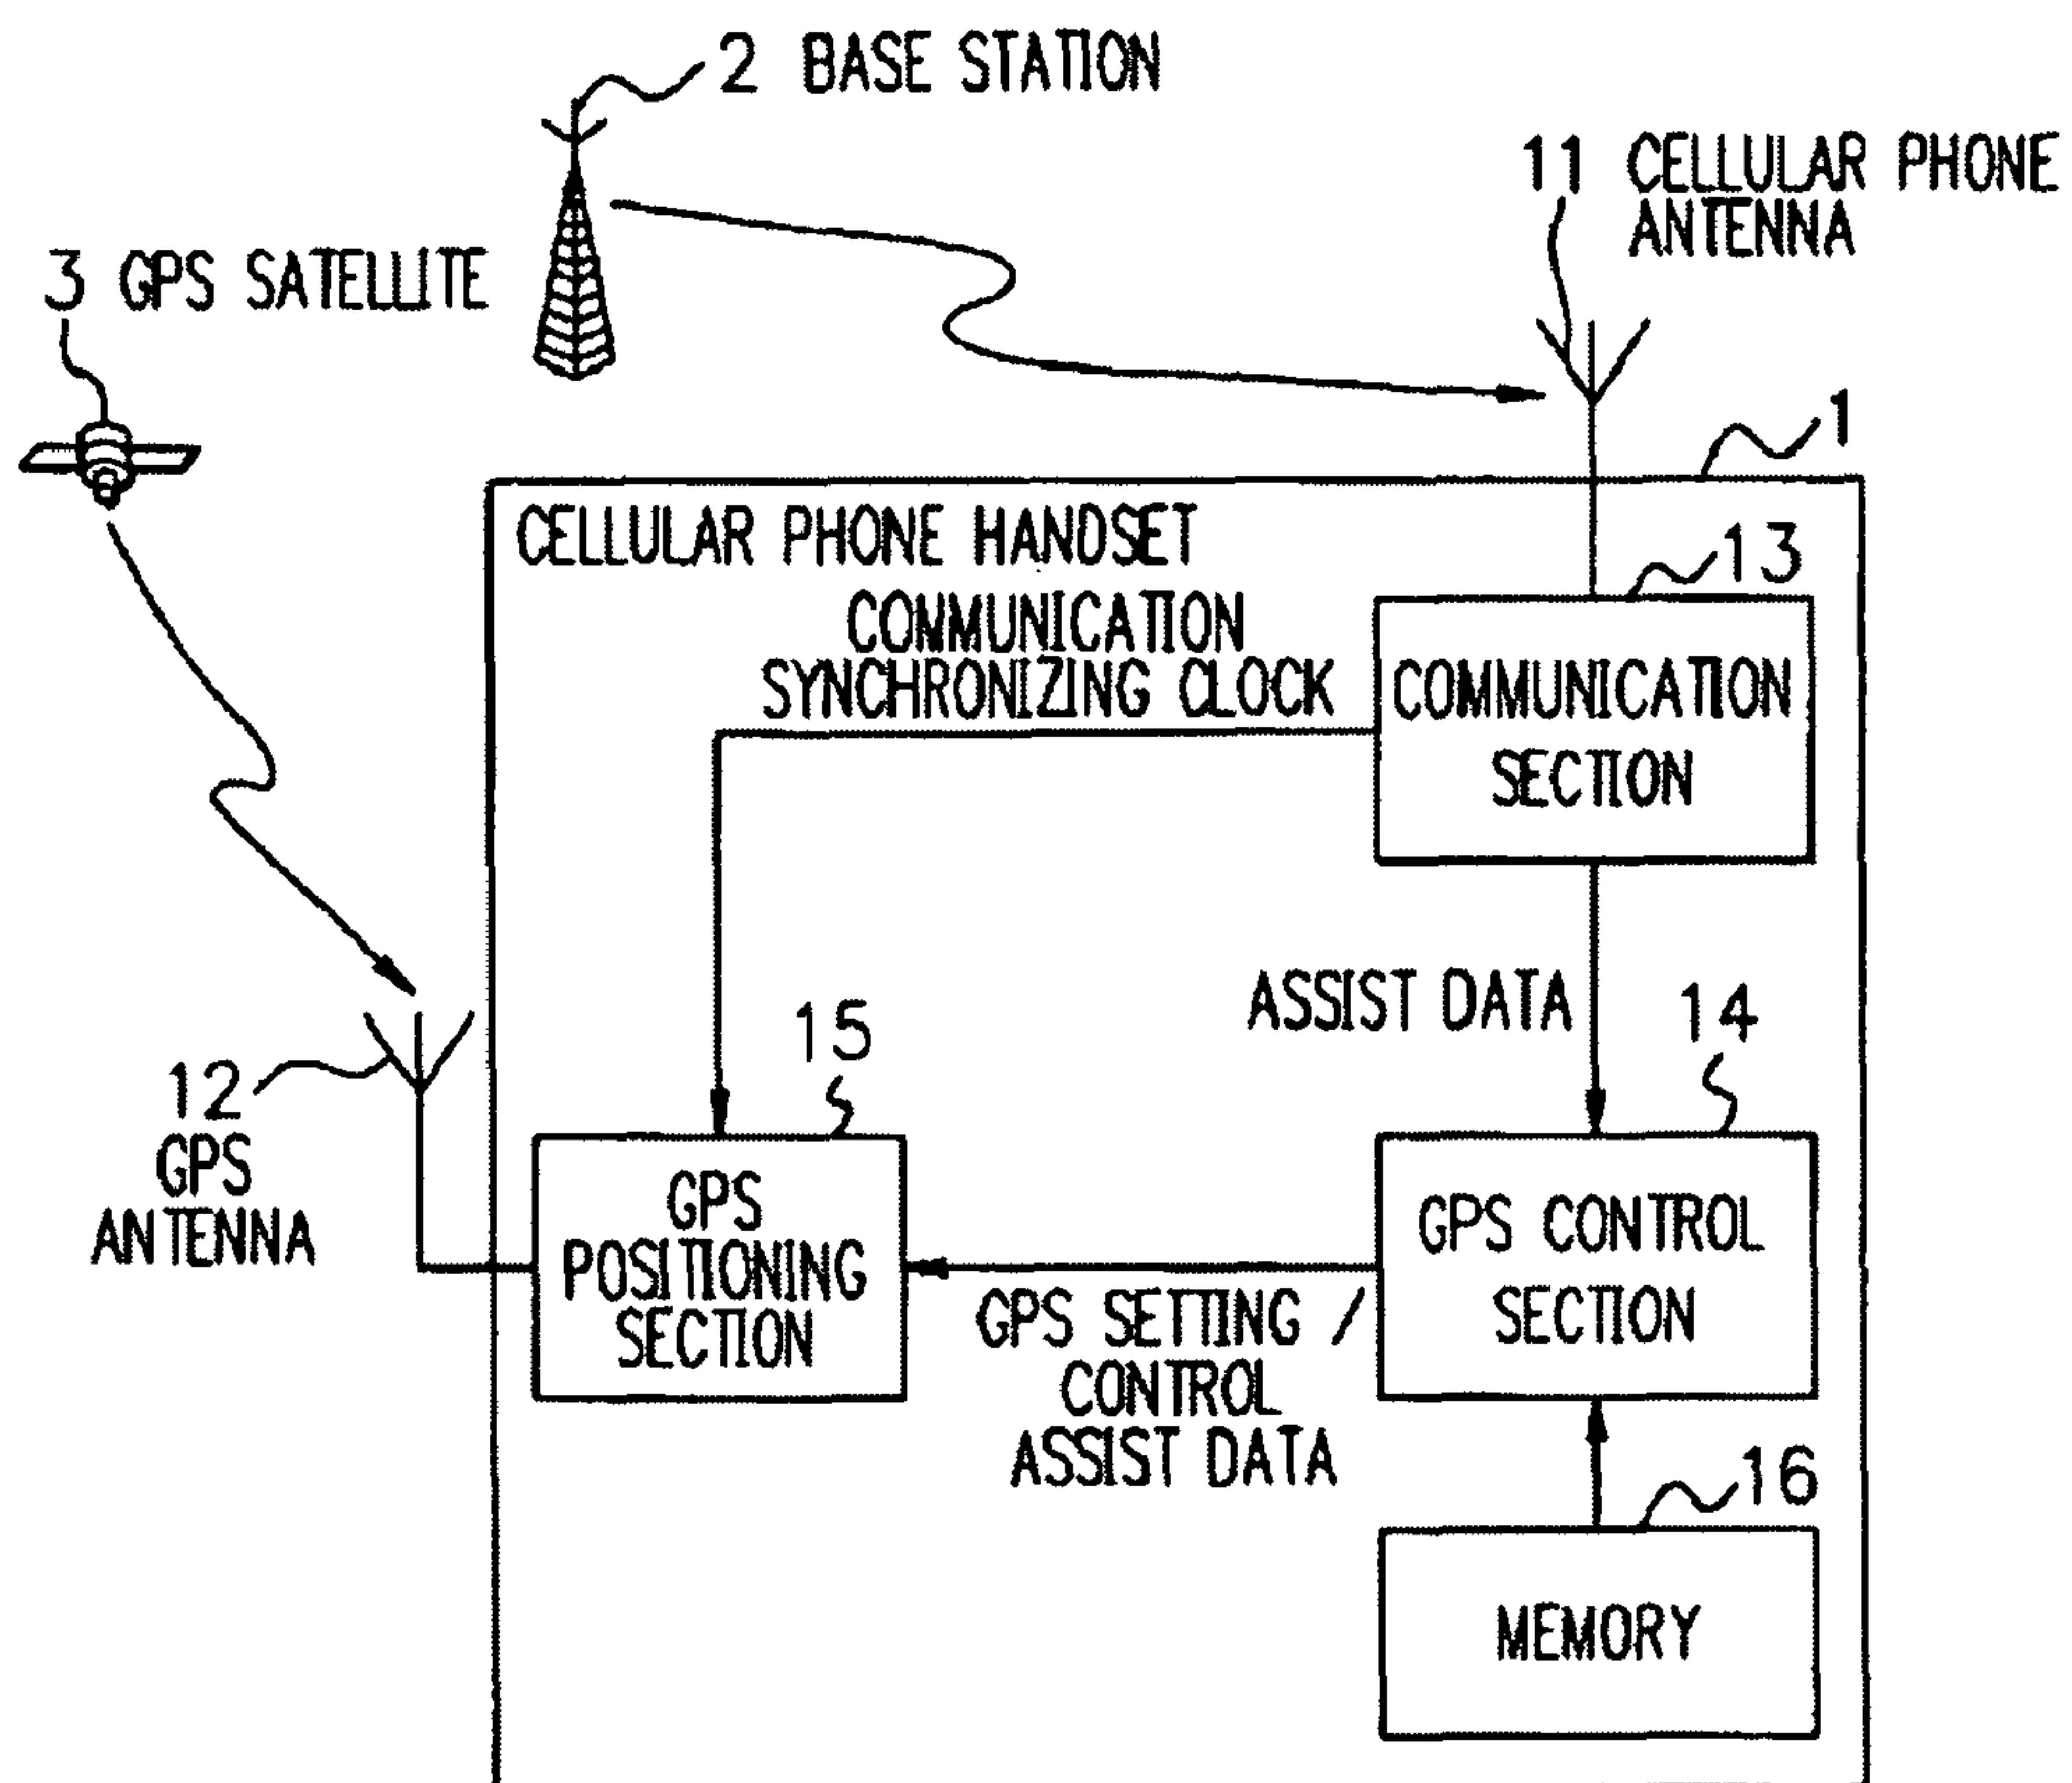 2 BASE STATION
11 CELLULAR PHONE
ANTENNA
3 GPS SATELLITE
1
CELLULAR PHONE HANDSET
13
COMMUNICATION
SYNCHRONIZING CLOCK
COMMUNICATION
SECTION
ASSIST DATA
14
15
12
GPS
ANTENNA
GPS
POSITIONING
SECTION
GPS CONTROL
SECTION
GPS SETTING /
CONTROL
ASSIST DATA
16
MEMORY